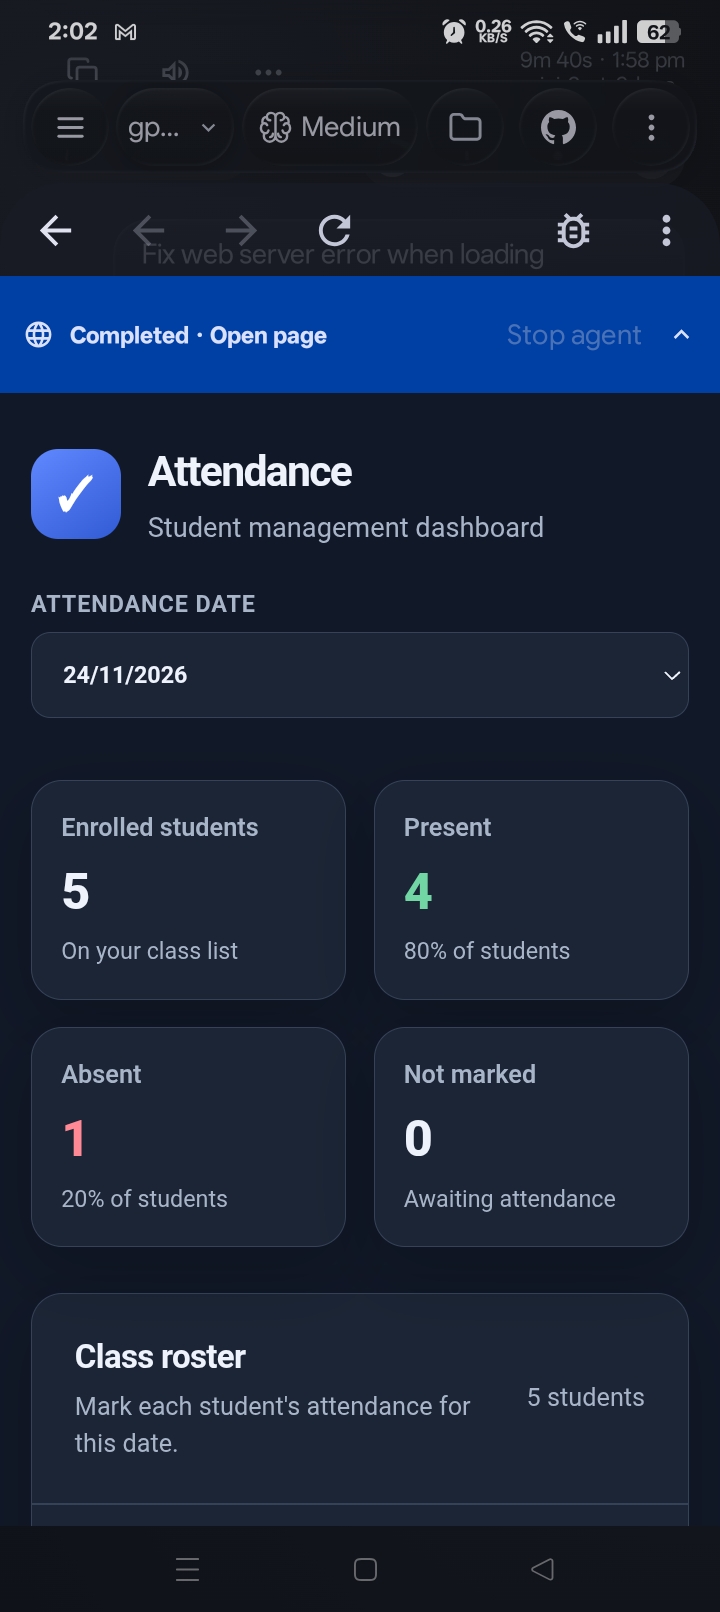 2:02
0.26
KB/S
62
9m 40s · 1:58 pm
gp...
Medium
Fix web server error when loading
Completed · Open page
Stop agent
Attendance
Student management dashboard
ATTENDANCE DATE
24/11/2026
Enrolled students
Present
5
4
On your class list
80% of students
Absent
Not marked
1
0
20% of students
Awaiting attendance
Class roster
Mark each student's attendance for
this date.
5 students